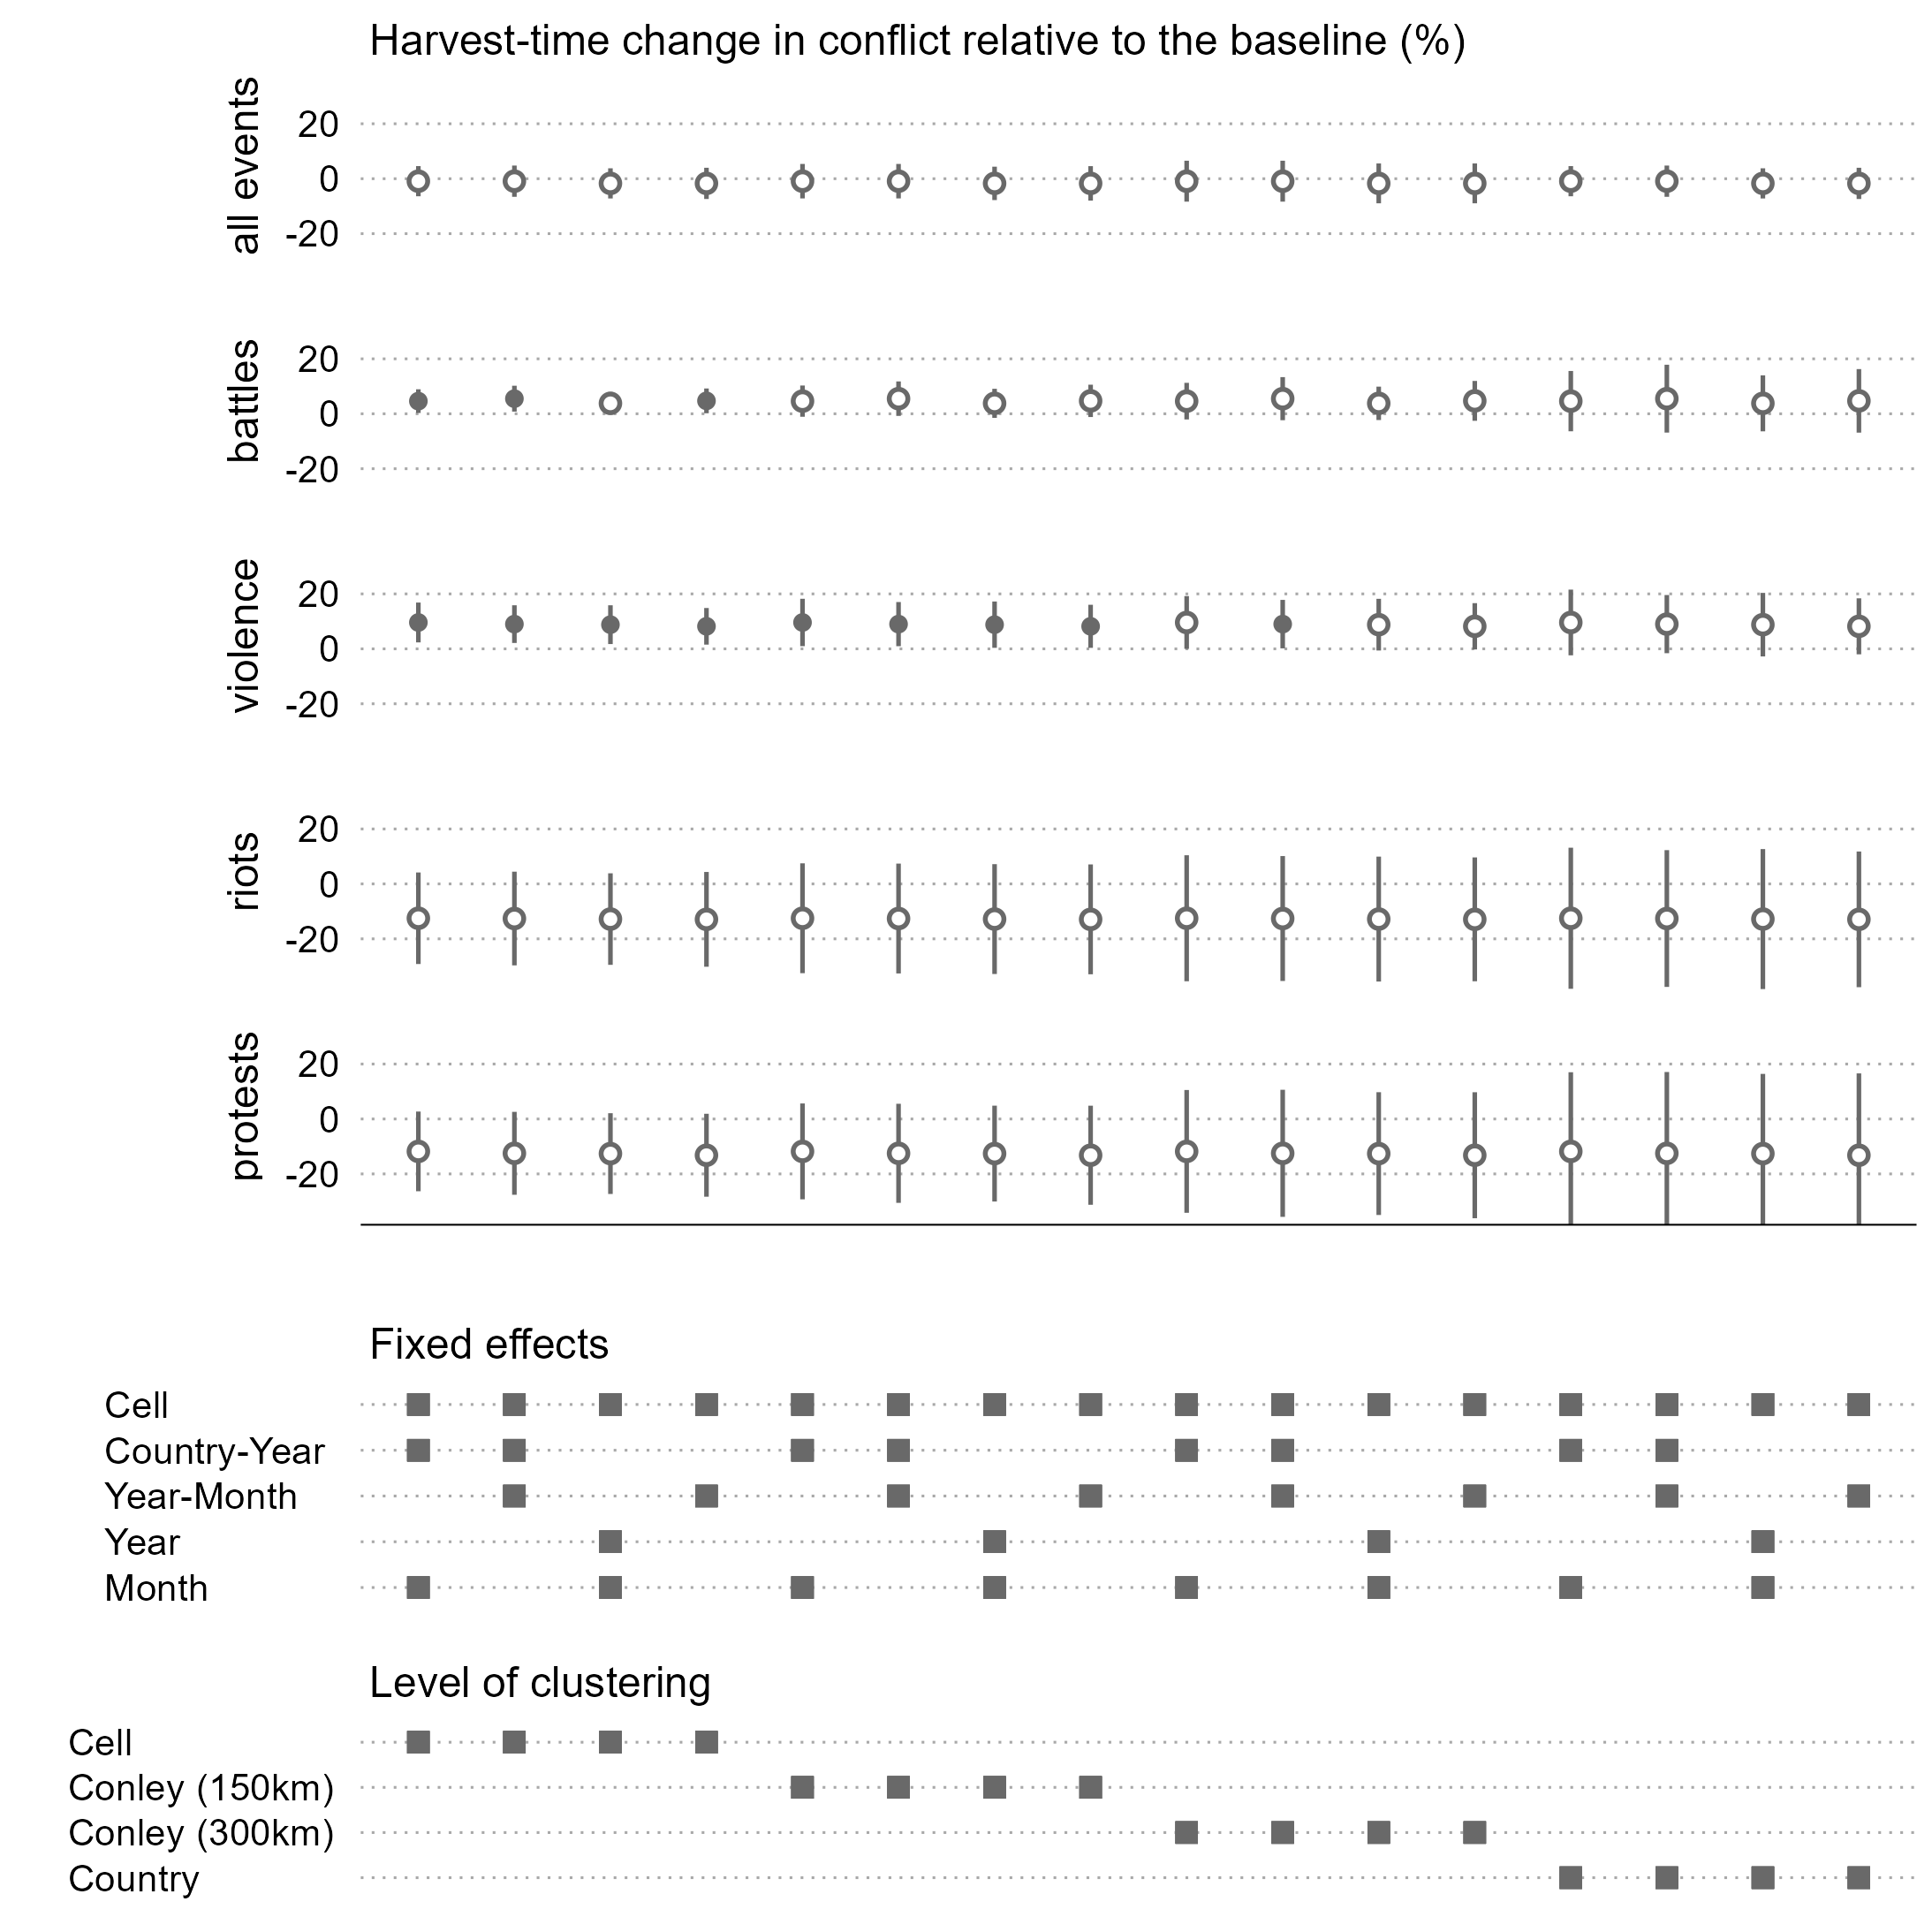 Harvest-time change in conflict relative to the baseline (%)
all events
20
0
-20
battles
20
0
-20
violence
20
0
-20
riots
20
0
-20
protests
20
0
-20
Fixed effects
Cell
Country-Year
Year-Month
Year
Month
Level of clustering
Cell
Conley (150km)
Conley (300km)
Country